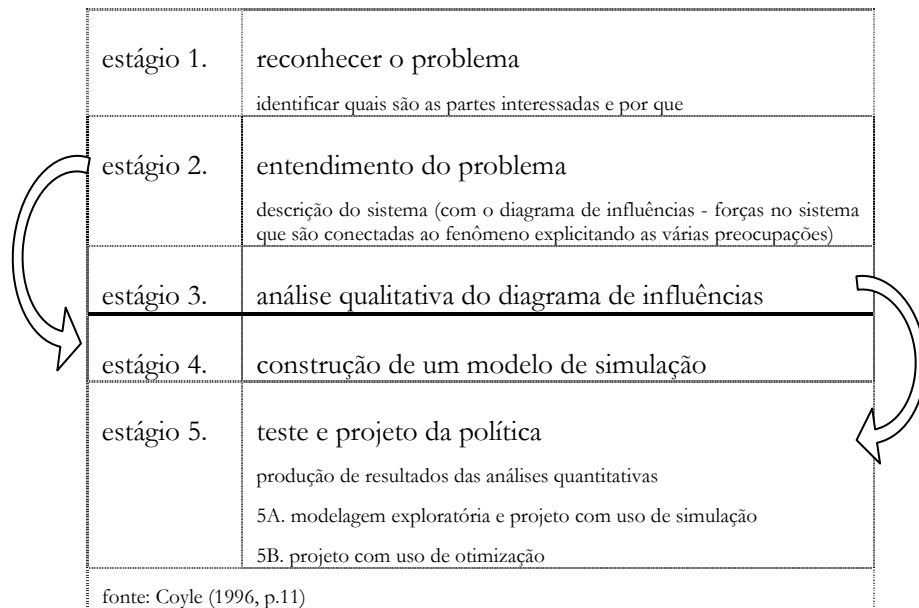 estágio 1. reconhecer o problema
identificar quais são as partes interessadas e por que
estágio 2. entendimento do problema
descrição do sistema (com o diagrama de influências - forças no sistema
que são conectadas ao fenômeno explicitando as várias preocupações)
estágio 3. análise qualitativa do diagrama de influências
estágio 4. construção de um modelo de simulação
estágio 5. teste e projeto da política
produção de resultados das análises quantitativas
5A. modelagem exploratória e projeto com uso de simulação
5B. projeto com uso de otimização
fonte: Coyle (1996, p.11)